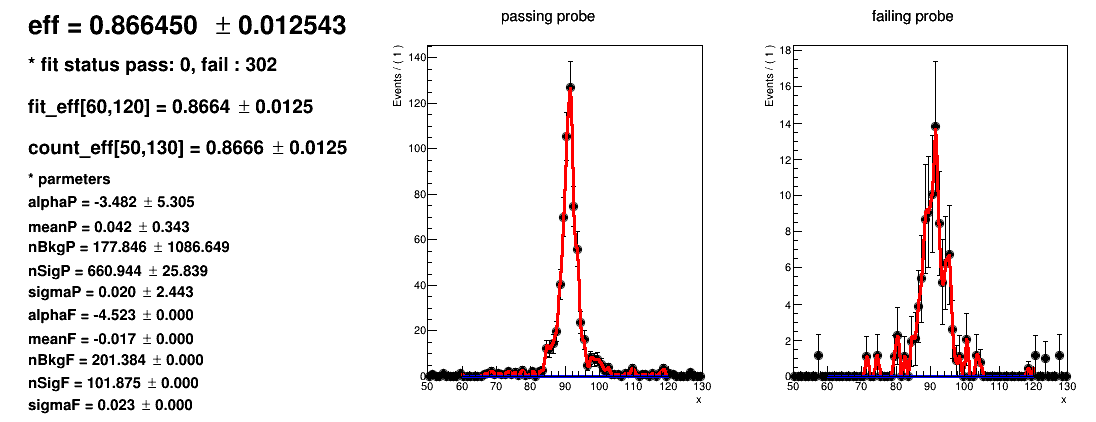 eff = 0.866450 ± 0.012543
* fit status pass: 0, fail : 302
fit_eff[60,120] = 0.8664 ± 0.0125
count_eff[50,130] = 0.8666 ± 0.0125
* parmeters
alphaP = -3.482 ± 5.305
meanP = 0.042 ± 0.343
nBkgP = 177.846 ± 1086.649
nSigP = 660.944 ± 25.839
sigmaP = 0.020 ± 2.443
alphaF = -4.523 ± 0.000
meanF = -0.017 ± 0.000
nBkgF = 201.384 ± 0.000
nSigF = 101.875 ± 0.000
sigmaF = 0.023 ± 0.000
passing probe
Events / ( 1 )
140
120
100
80
60
40
20
0
50 60 70 80 90 100 110 120 130
x
failing probe
Events / ( 1 )
18
16
14
12
10
8
6
4
2
0
50 60 70 80 90 100 110 120 130
x